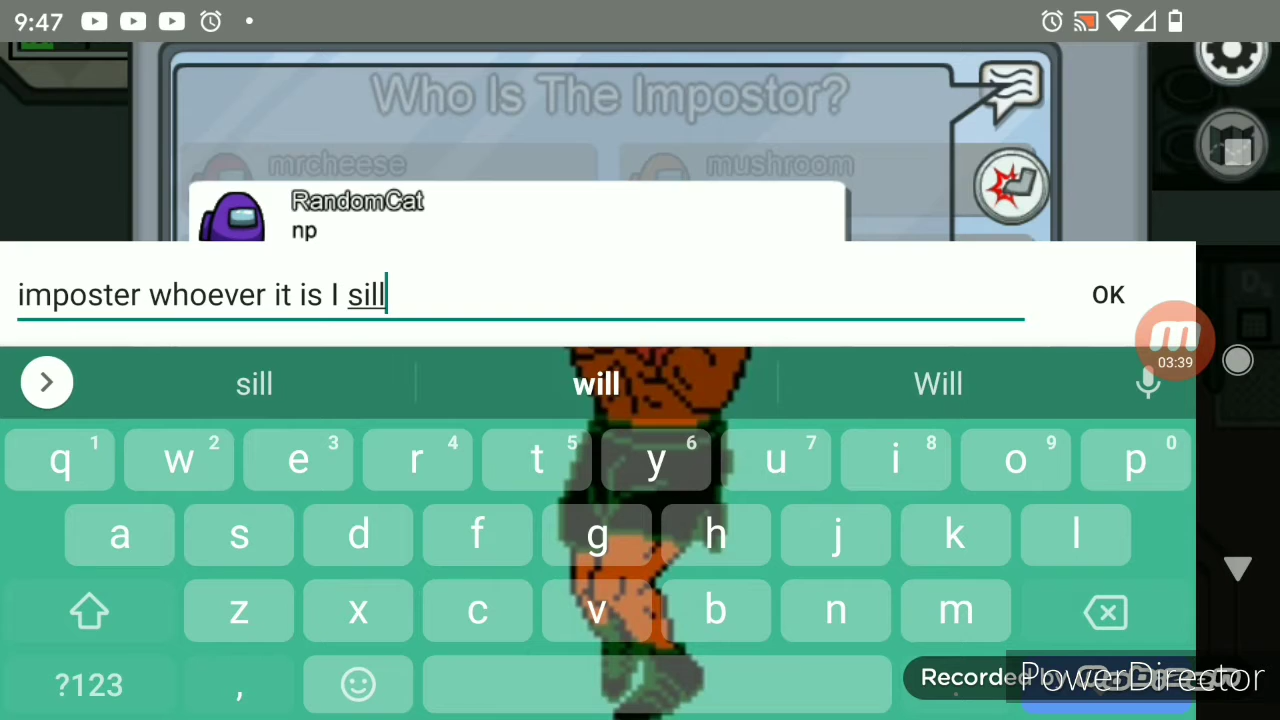 9:47
Who Is The Impostor?
mrcheese
mushroom
RandomCat
np
imposter whoever it is I sill
OK
03:39
sill
will
Will
q 1 w 2 e 3 r 4 t 5 y 6 u 7 i 8 o 9 p 0
a s d f g h j k l
z x c v b n m
?123 ,
Recorded
PowerDirector